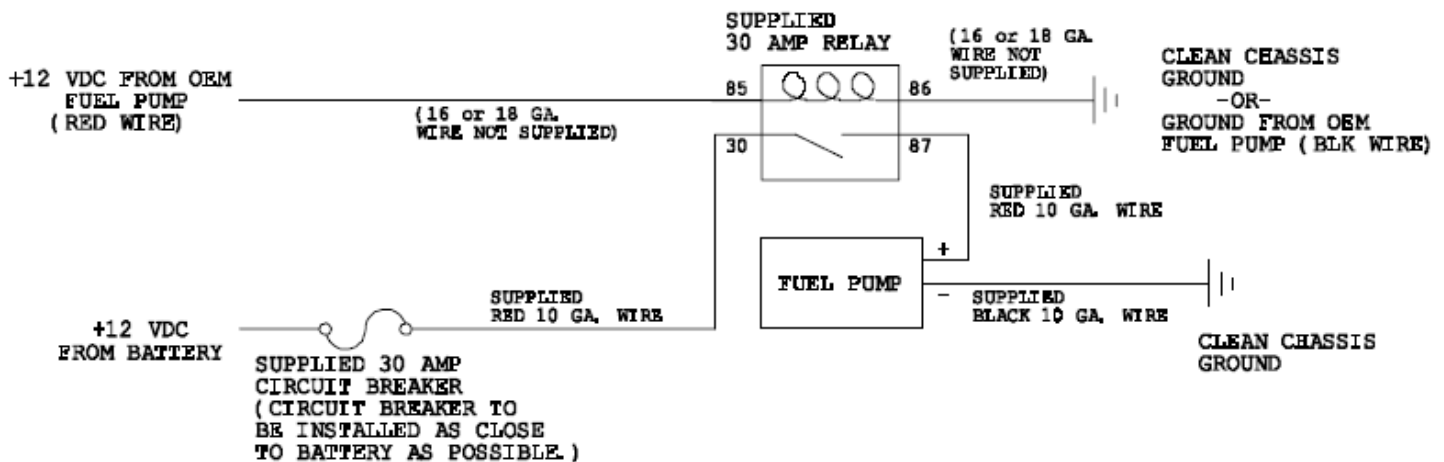 SUPPLIED
30 AMP RELAY
(16 or 18 GA.
WIRE NOT
SUPPLIED)
CLEAN CHASSIS
GROUND
-OR-
GROUND FROM OEM
FUEL PUMP (BLK WIRE)
+12 VDC FROM OEM
FUEL PUMP
(RED WIRE)
85
86
(16 or 18 GA.
WIRE NOT SUPPLIED)
30
87
SUPPLIED
RED 10 GA. WIRE
FUEL PUMP
+
-
SUPPLIED
BLACK 10 GA. WIRE
SUPPLIED
RED 10 GA. WIRE
+12 VDC
FROM BATTERY
CLEAN CHASSIS
GROUND
SUPPLIED 30 AMP
CIRCUIT BREAKER
(CIRCUIT BREAKER TO
BE INSTALLED AS CLOSE
TO BATTERY AS POSSIBLE.)